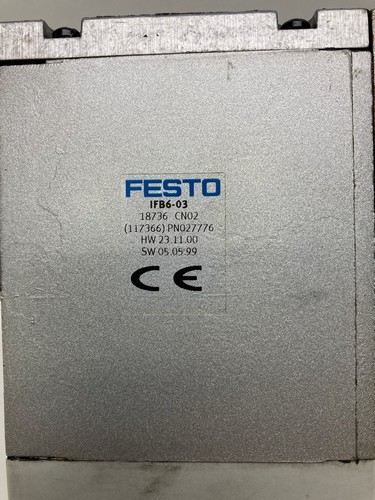 FESTO
IFB6-03
18736 CN02
(117366) PN027776
HW 23.11.00
SW 05.05.99
CE